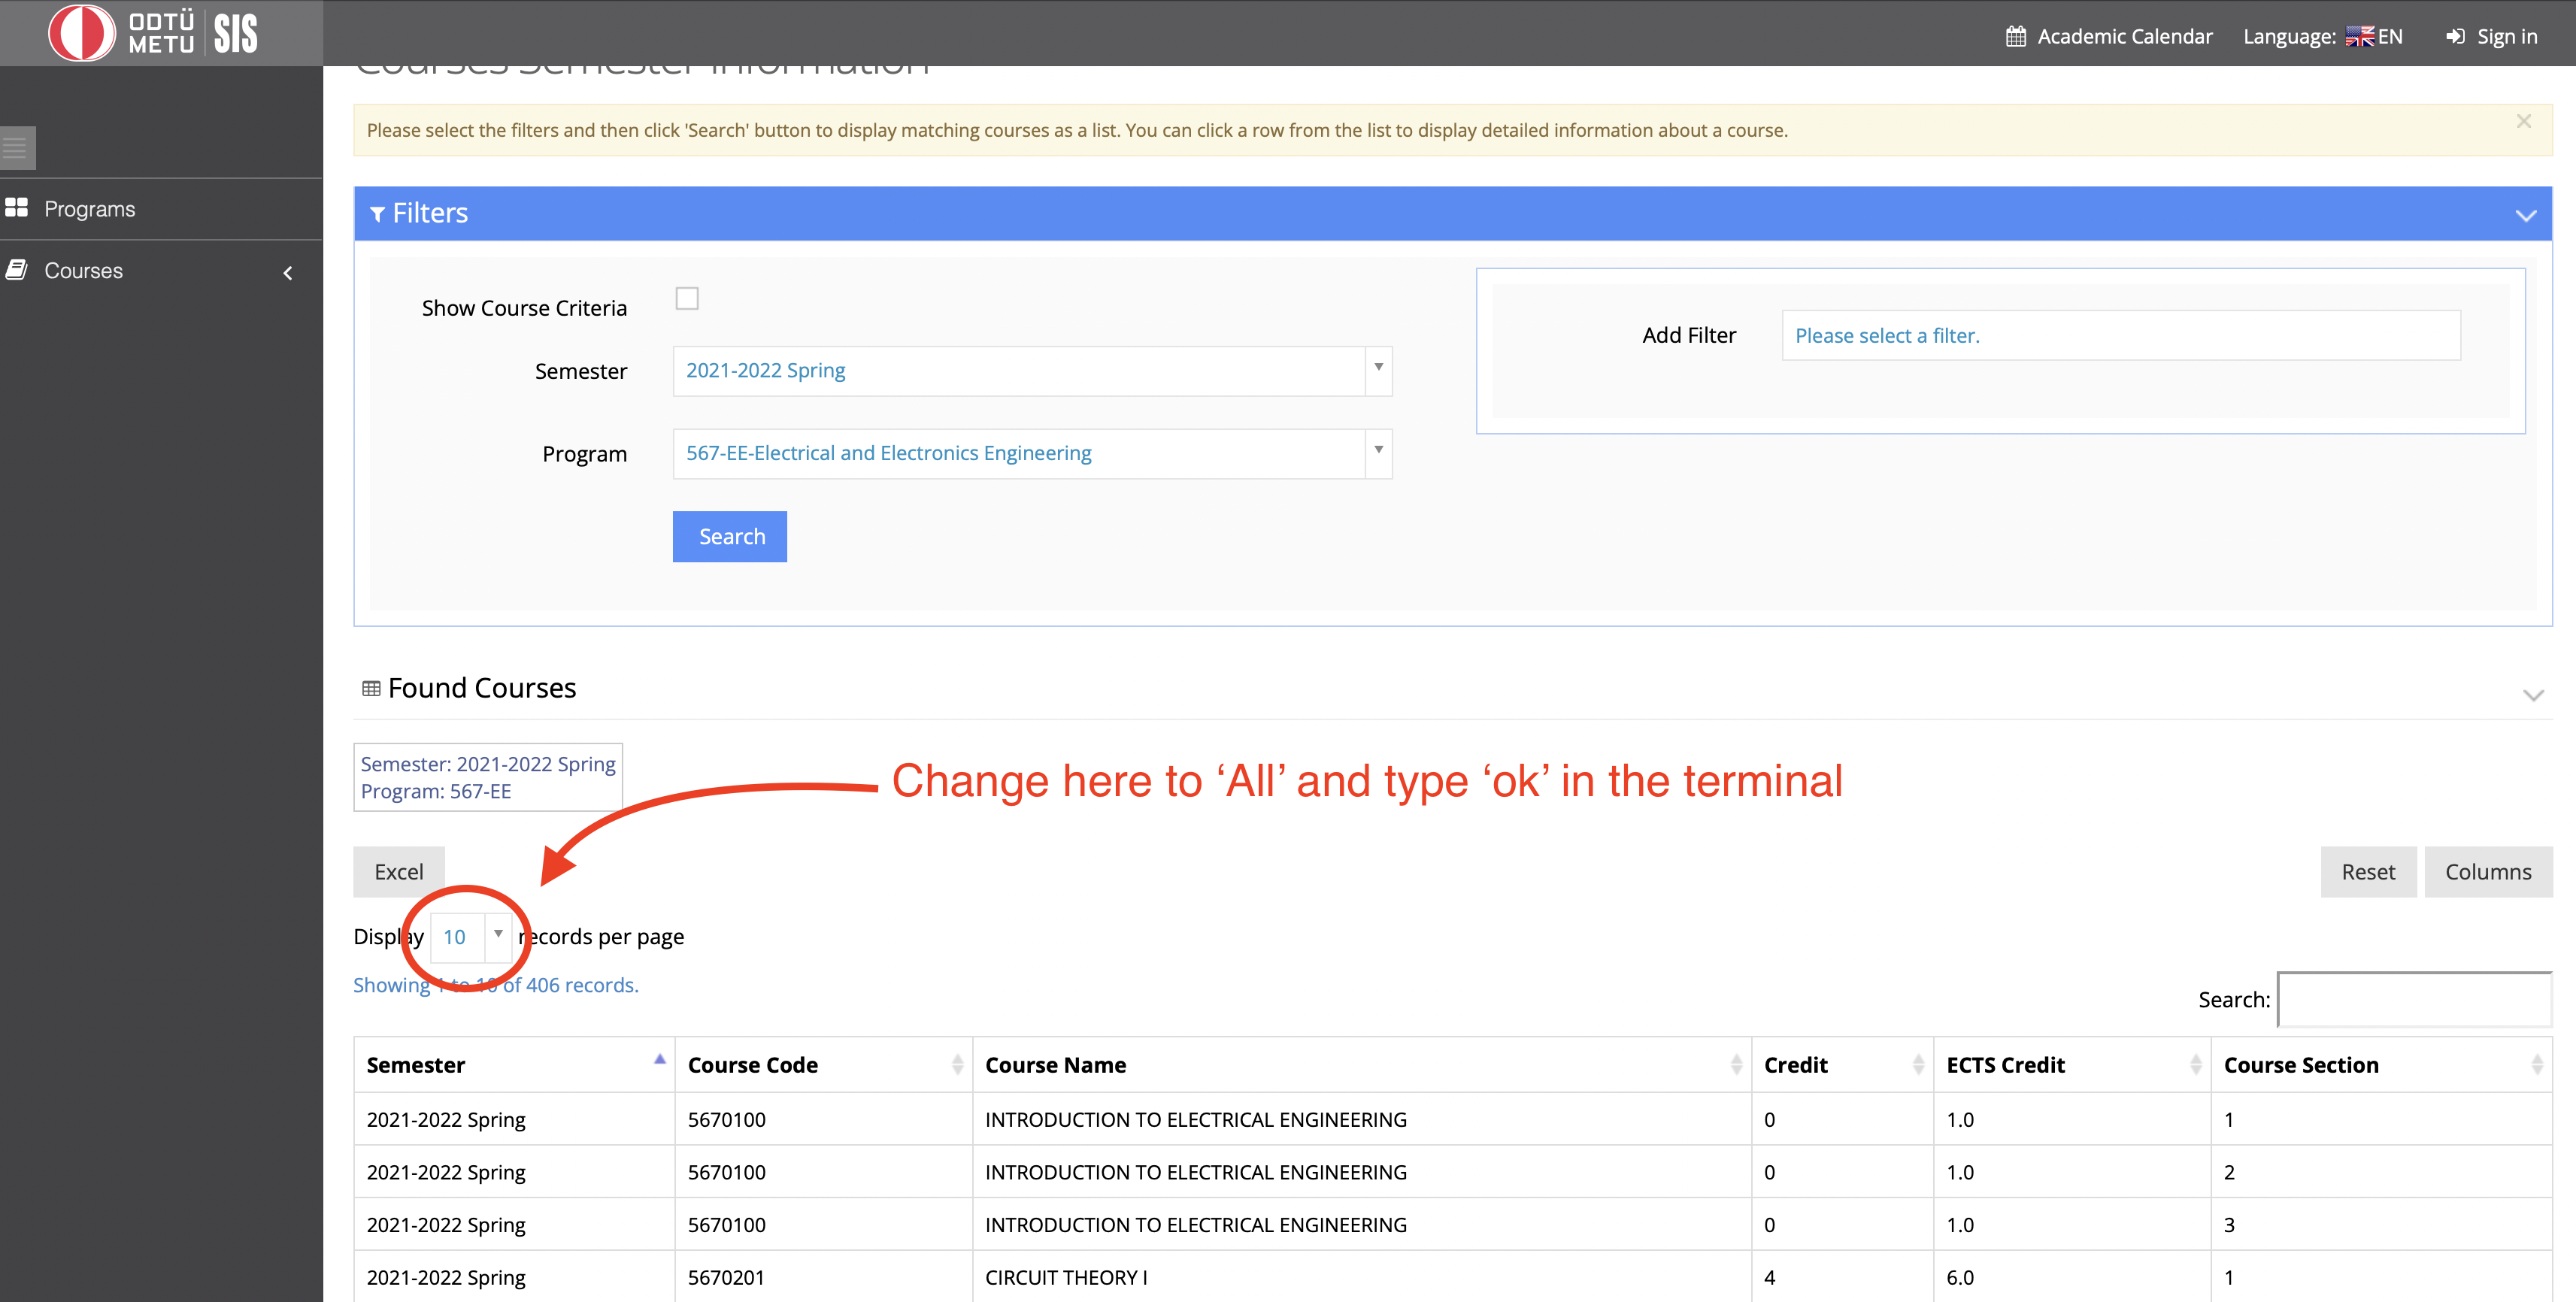 ODTÜ
METU SIS
Academic Calendar Language: EN Sign in
Courses Semester Information
Please select the filters and then click 'Search' button to display matching courses as a list. You can click a row from the list to display detailed information about a course.
Programs
Courses
Filters
Show Course Criteria
Semester 2021-2022 Spring
Program 567-EE-Electrical and Electronics Engineering
Search
Add Filter Please select a filter.
Found Courses
Semester: 2021-2022 Spring
Program: 567-EE
Change here to ‘All’ and type ‘ok’ in the terminal
Excel Reset Columns
Display 10 records per page
Showing 1 to 10 of 406 records.
Search:
Semester Course Code Course Name Credit ECTS Credit Course Section
2021-2022 Spring 5670100 INTRODUCTION TO ELECTRICAL ENGINEERING 0 1.0 1
2021-2022 Spring 5670100 INTRODUCTION TO ELECTRICAL ENGINEERING 0 1.0 2
2021-2022 Spring 5670100 INTRODUCTION TO ELECTRICAL ENGINEERING 0 1.0 3
2021-2022 Spring 5670201 CIRCUIT THEORY I 4 6.0 1